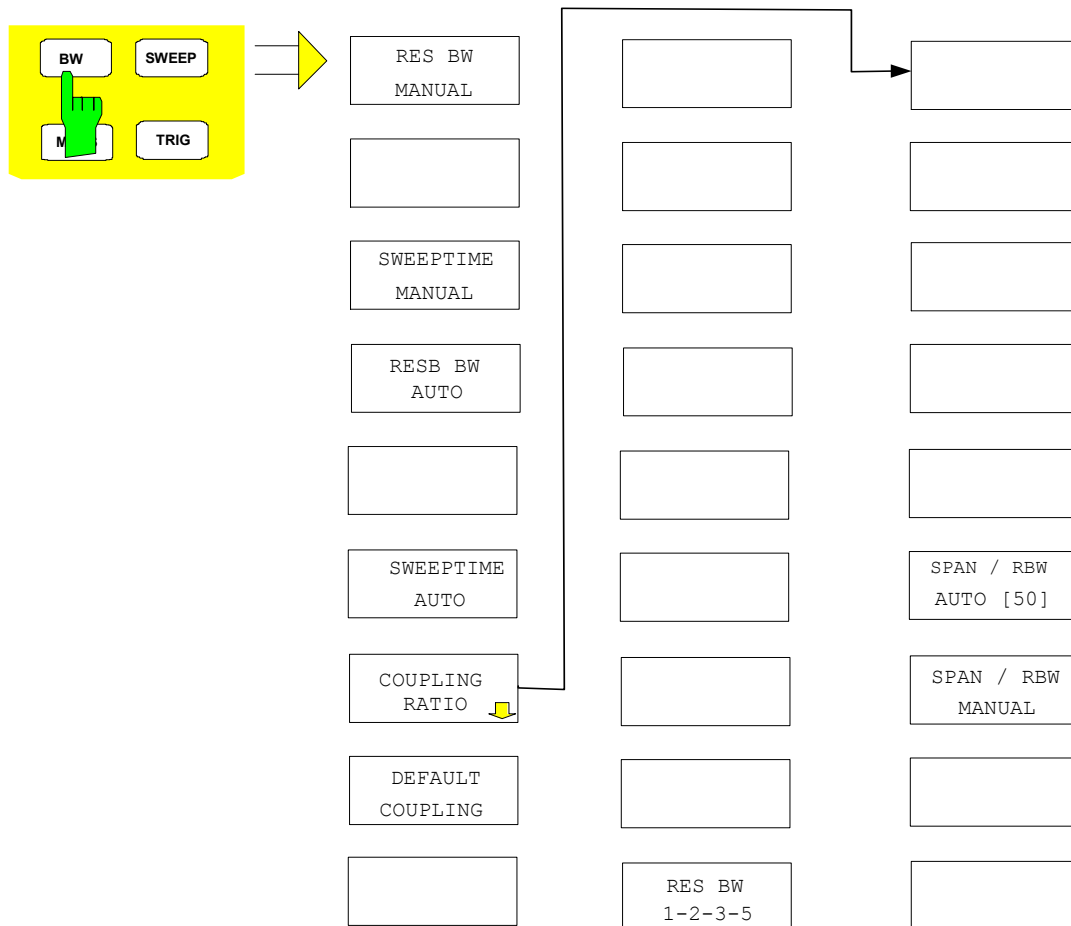 BW
SWEEP
TRIG
RES BW
MANUAL
SWEEPTIME
MANUAL
RESB BW
AUTO
SWEEPTIME
AUTO
COUPLING
RATIO
DEFAULT
COUPLING
RES BW
1-2-3-5
SPAN / RBW
AUTO [50]
SPAN / RBW
MANUAL